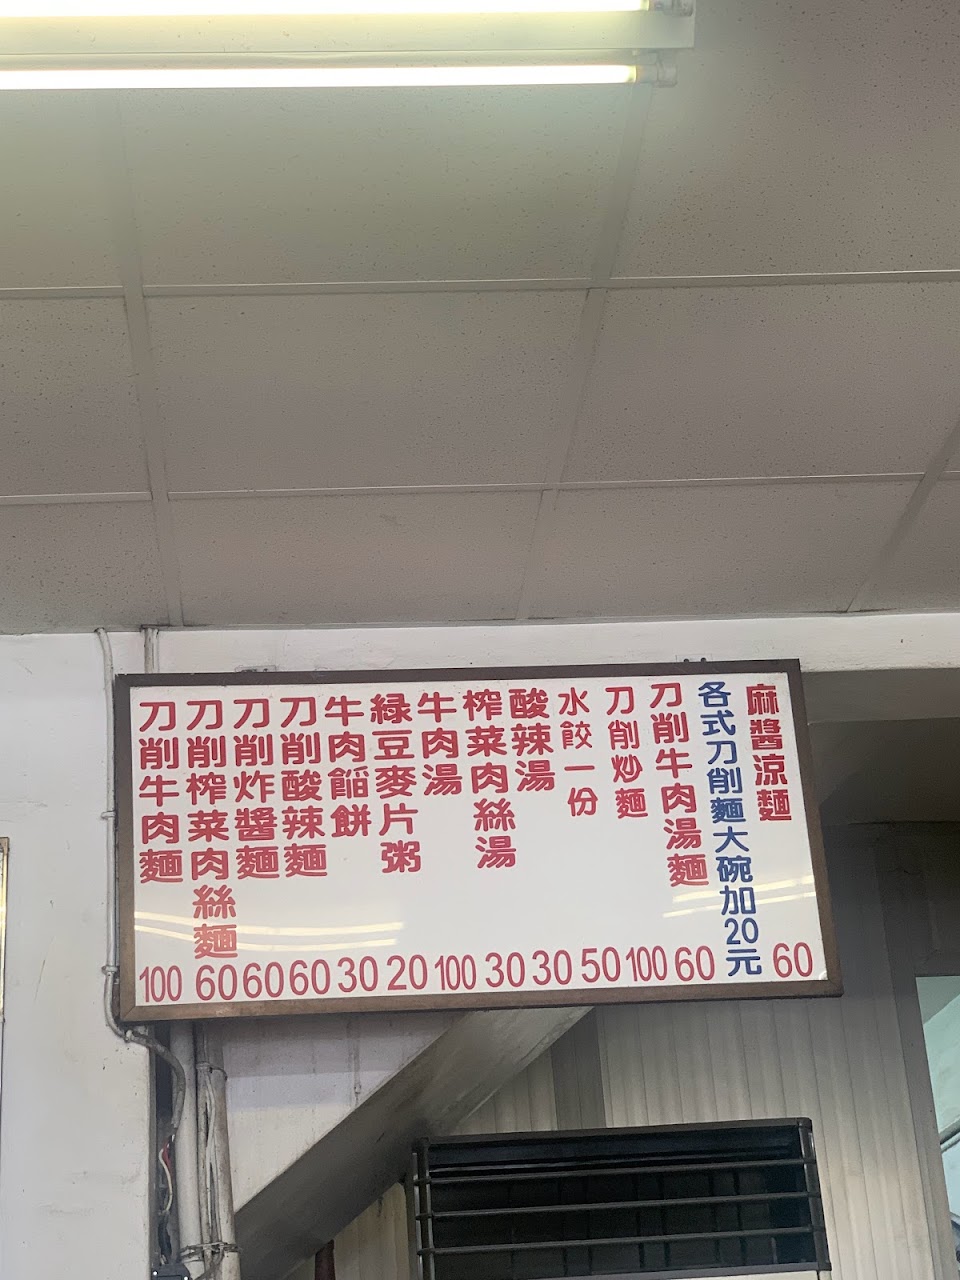 刀削牛肉麵 100
刀削榨菜肉絲麵 60
刀削炸醬麵 60
刀削酸辣麵 60
牛肉餡餅 30
綠豆麥片粥 20
牛肉湯 100
榨菜肉絲湯 30
酸辣湯 30
水餃一份 50
刀削炒麵 100
刀削牛肉湯麵 60
各式刀削麵大碗加20元
麻醬涼麵 60